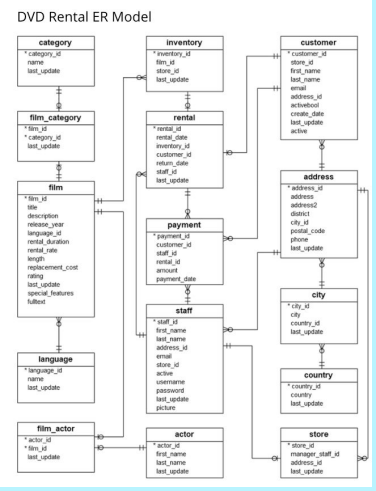 DVD Rental ER Model
category
* category_id
name
last_update
film_category
* film_id
* category_id
last_update
film
* film_id
title
description
release_year
language_id
rental_duration
rental_rate
length
replacement_cost
rating
last_update
special_features
fulltext
language
* language_id
name
last_update
film_actor
* actor_id
* film_id
last_update
inventory
* inventory_id
film_id
store_id
last_update
rental
* rental_id
rental_date
inventory_id
customer_id
return_date
staff_id
last_update
payment
* payment_id
customer_id
staff_id
rental_id
amount
payment_date
staff
* staff_id
first_name
last_name
address_id
email
store_id
active
username
password
last_update
picture
actor
* actor_id
first_name
last_name
last_update
customer
* customer_id
store_id
first_name
last_name
email
address_id
activebool
create_date
last_update
active
address
* address_id
address
address2
district
city_id
postal_code
phone
last_update
city
* city_id
city
country_id
last_update
country
* country_id
country
last_update
store
* store_id
manager_staff_id
address_id
last_update